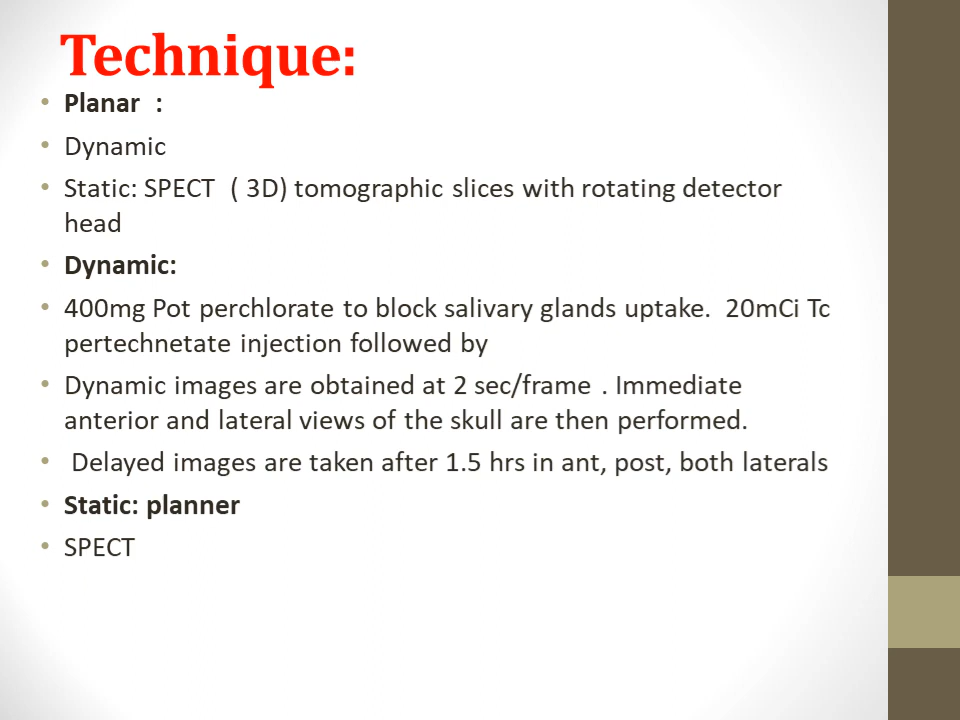 Technique:
• Planar :
• Dynamic
• Static: SPECT ( 3D) tomographic slices with rotating detector
head
• Dynamic:
• 400mg Pot perchlorate to block salivary glands uptake. 20mCi Tc
pertechnetate injection followed by
• Dynamic images are obtained at 2 sec/frame . Immediate
anterior and lateral views of the skull are then performed.
• Delayed images are taken after 1.5 hrs in ant, post, both laterals
• Static: planner
• SPECT